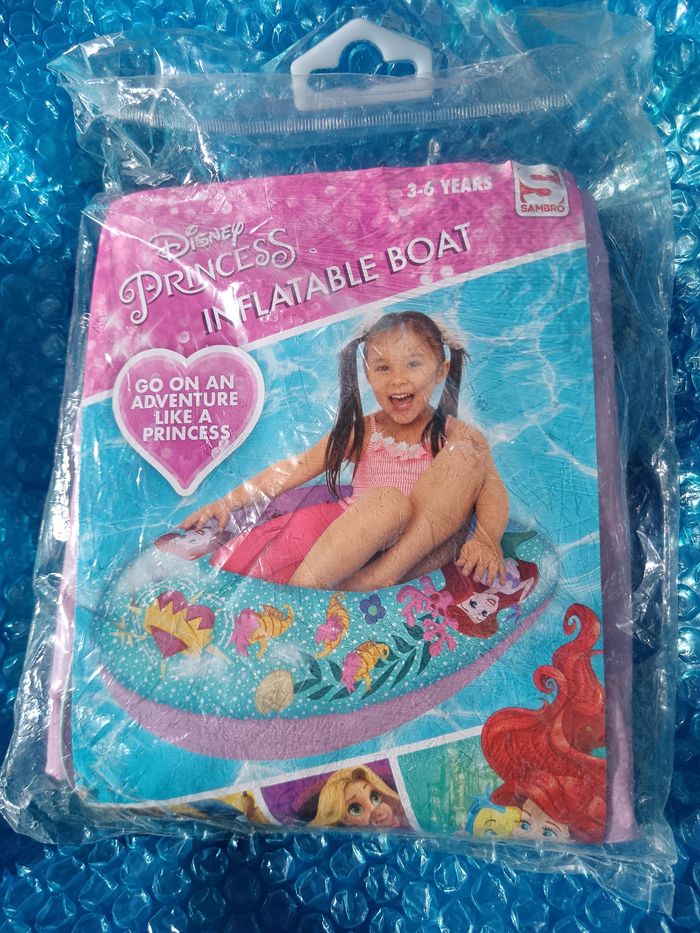 3-6 YEARS
S
SAMBRO
Disney
PRINCESS
INFLATABLE BOAT
GO ON AN
ADVENTURE
LIKE A
PRINCESS